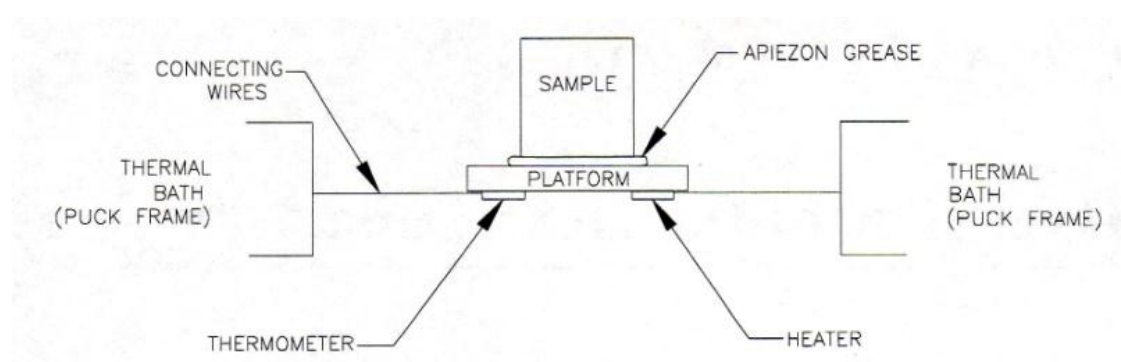 APIEZON GREASE
CONNECTING
WIRES
SAMPLE
THERMAL
BATH
(PUCK FRAME)
PLATFORM
THERMAL
BATH
(PUCK FRAME)
THERMOMETER
HEATER